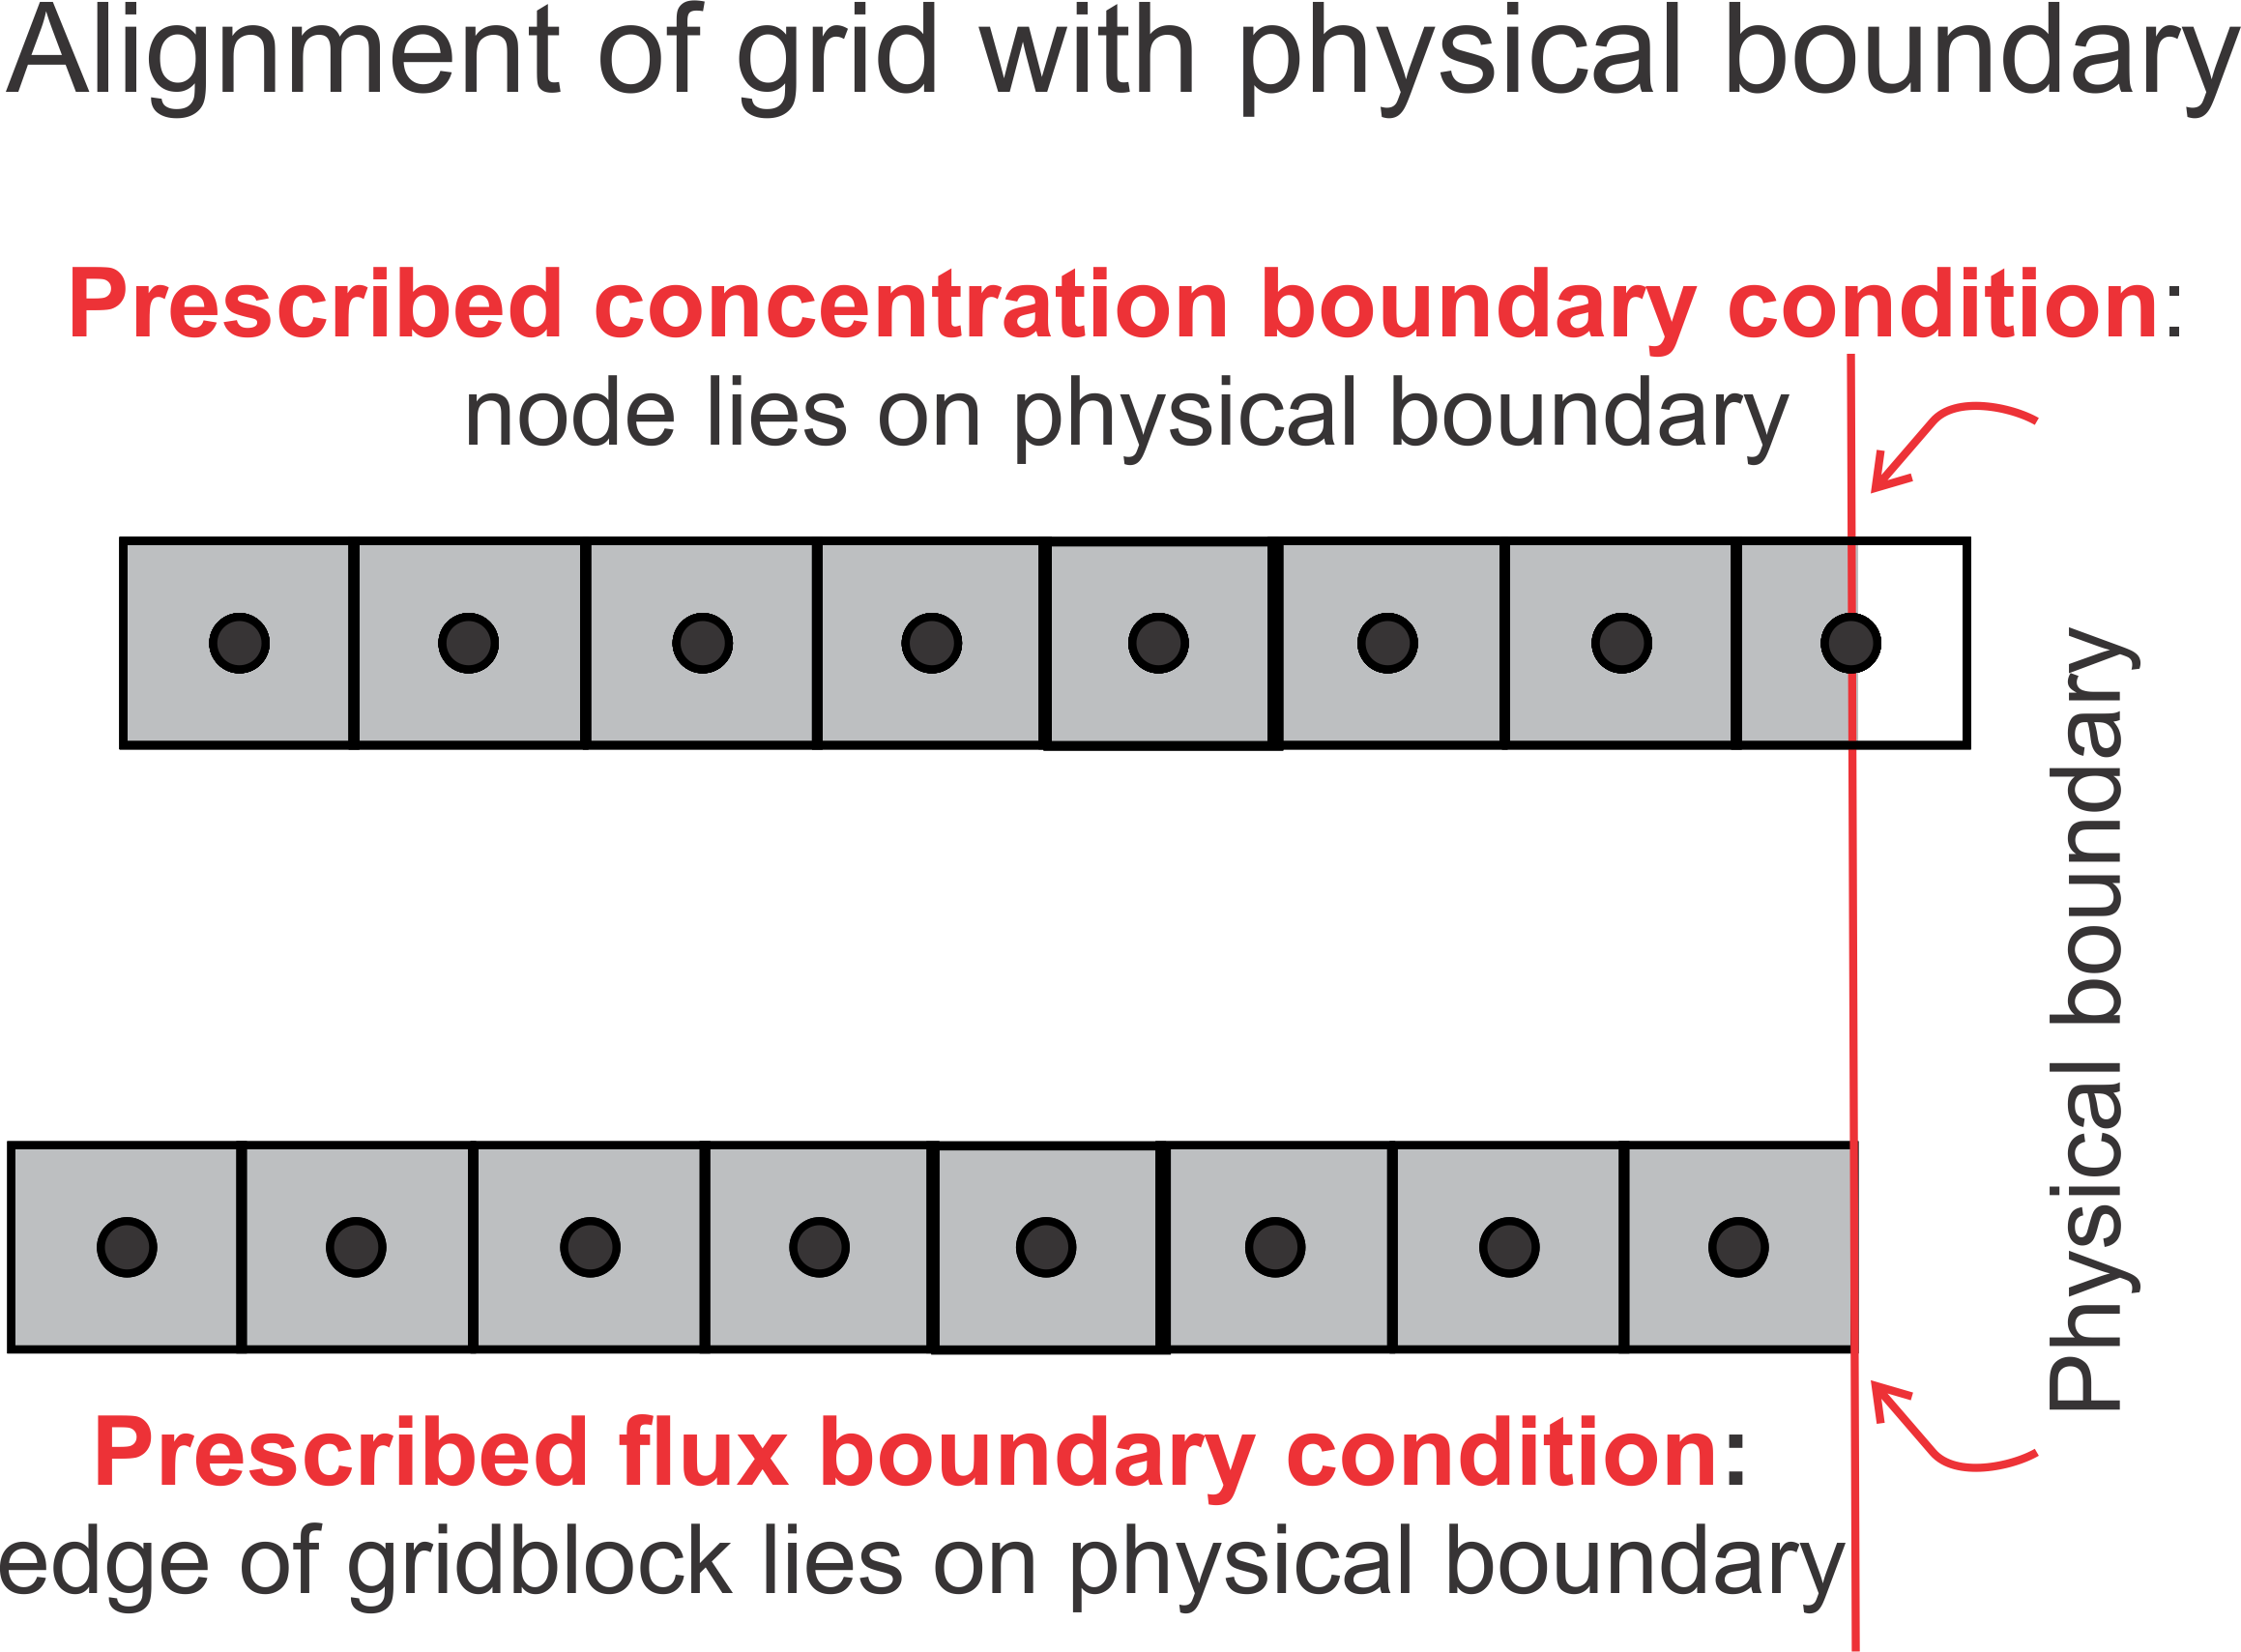 Alignment of grid with physical boundary
Prescribed concentration boundary condition:
node lies on physical boundary
Physical boundary
Prescribed flux boundary condition:
edge of gridblock lies on physical boundary